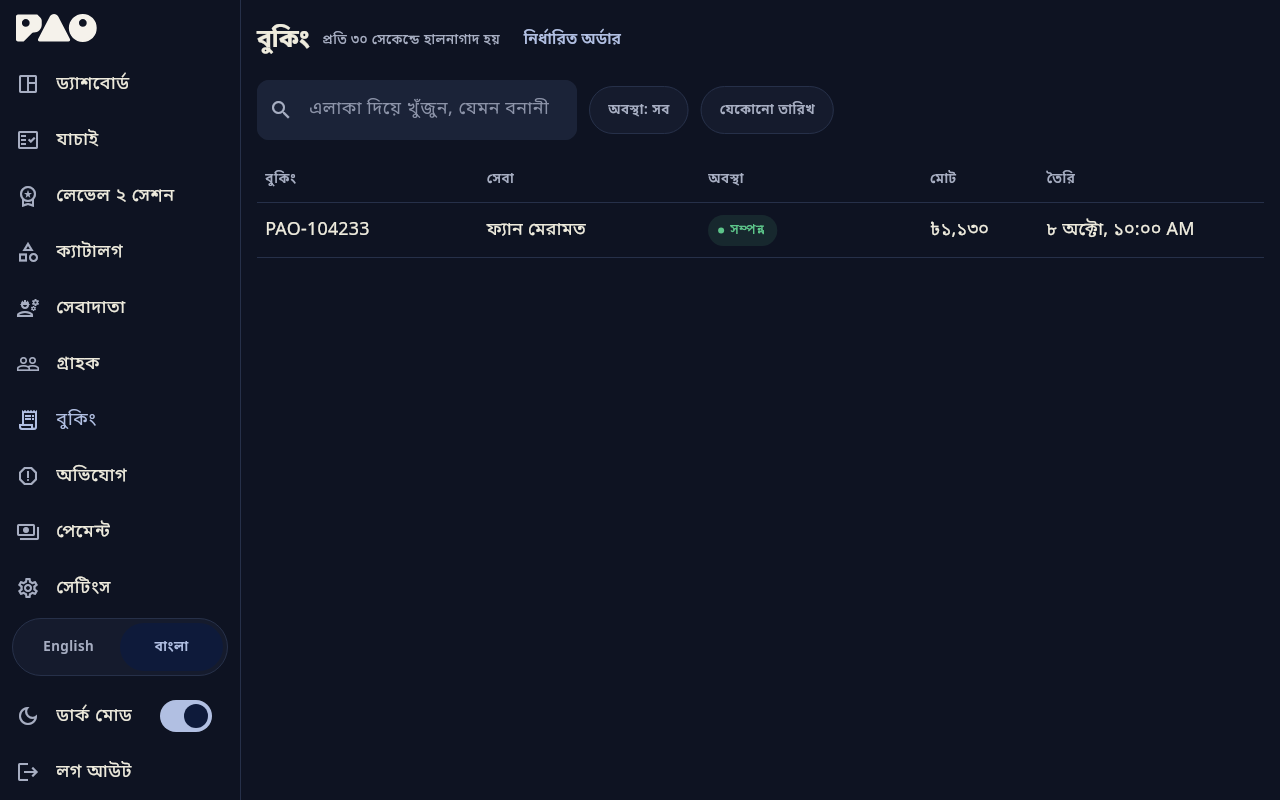 PAO
ড্যাশবোর্ড
যাচাই
লেভেল ২ সেশন
ক্যাটালগ
সেবাদাতা
গ্রাহক
বুকিং
অভিযোগ
পেমেন্ট
সেটিংস
English বাংলা
ডার্ক মোড
লগ আউট
বুকিং প্রতি ৩০ সেকেন্ডে হালনাগাদ হয় নির্ধারিত অর্ডার
এলাকা দিয়ে খুঁজুন, যেমন বনানী অবস্থা: সব যেকোনো তারিখ
বুকিং সেবা অবস্থা মোট তৈরি
PAO-104233 ফ্যান মেরামত সম্পন্ন ৳১,১৩০ ৮ অক্টো, ১০:০০ AM